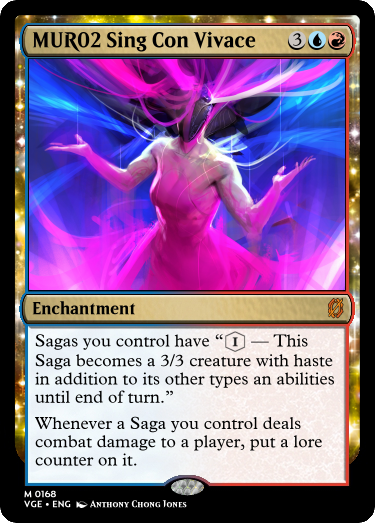 MUR02 Sing Con Vivace 3
Enchantment
Sagas you control have “I — This
Saga becomes a 3/3 creature with haste
in addition to its other types an abilities
until end of turn.”
Whenever a Saga you control deals
combat damage to a player, put a lore
counter on it.
M 0168
VGE • ENG Anthony Chong Jones